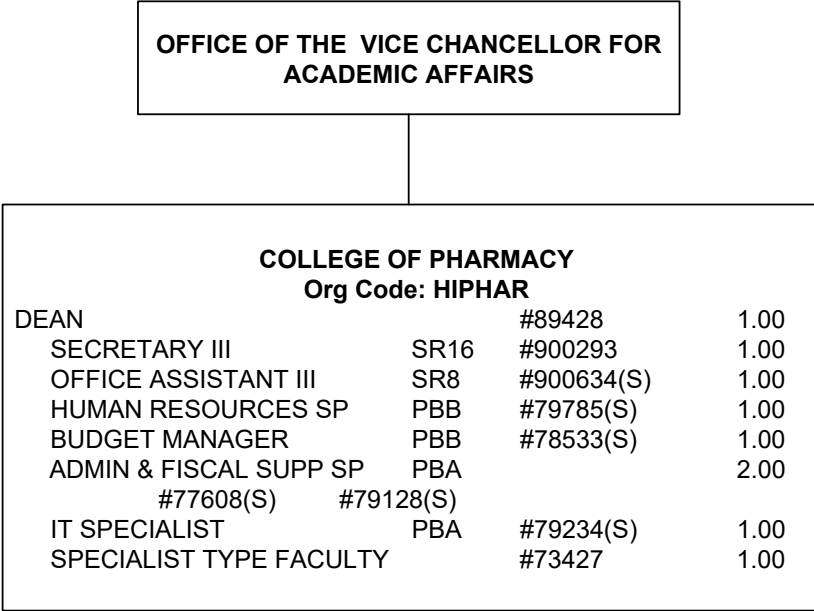 OFFICE OF THE VICE CHANCELLOR FOR
ACADEMIC AFFAIRS
COLLEGE OF PHARMACY
Org Code: HIPHAR
DEAN #89428 1.00
SECRETARY III SR16 #900293 1.00
OFFICE ASSISTANT III SR8 #900634(S) 1.00
HUMAN RESOURCES SP PBB #79785(S) 1.00
BUDGET MANAGER PBB #78533(S) 1.00
ADMIN & FISCAL SUPP SP PBA 2.00
#77608(S) #79128(S)
IT SPECIALIST PBA #79234(S) 1.00
SPECIALIST TYPE FACULTY #73427 1.00